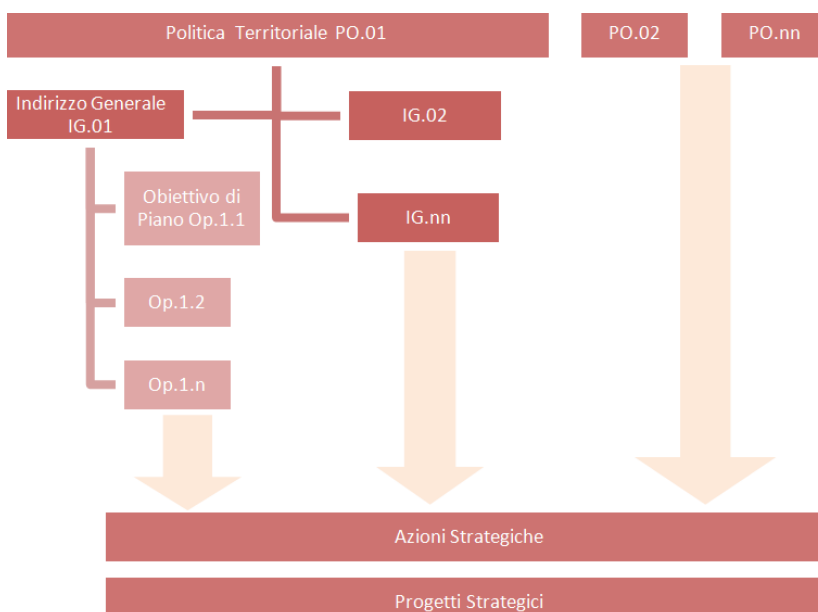 Politica Territoriale PO.01
PO.02
PO.nn
Indirizzo Generale
IG.01
IG.02
Obiettivo di
Piano Op.1.1
IG.nn
Op.1.2
Op.1.n
Azioni Strategiche
Progetti Strategici